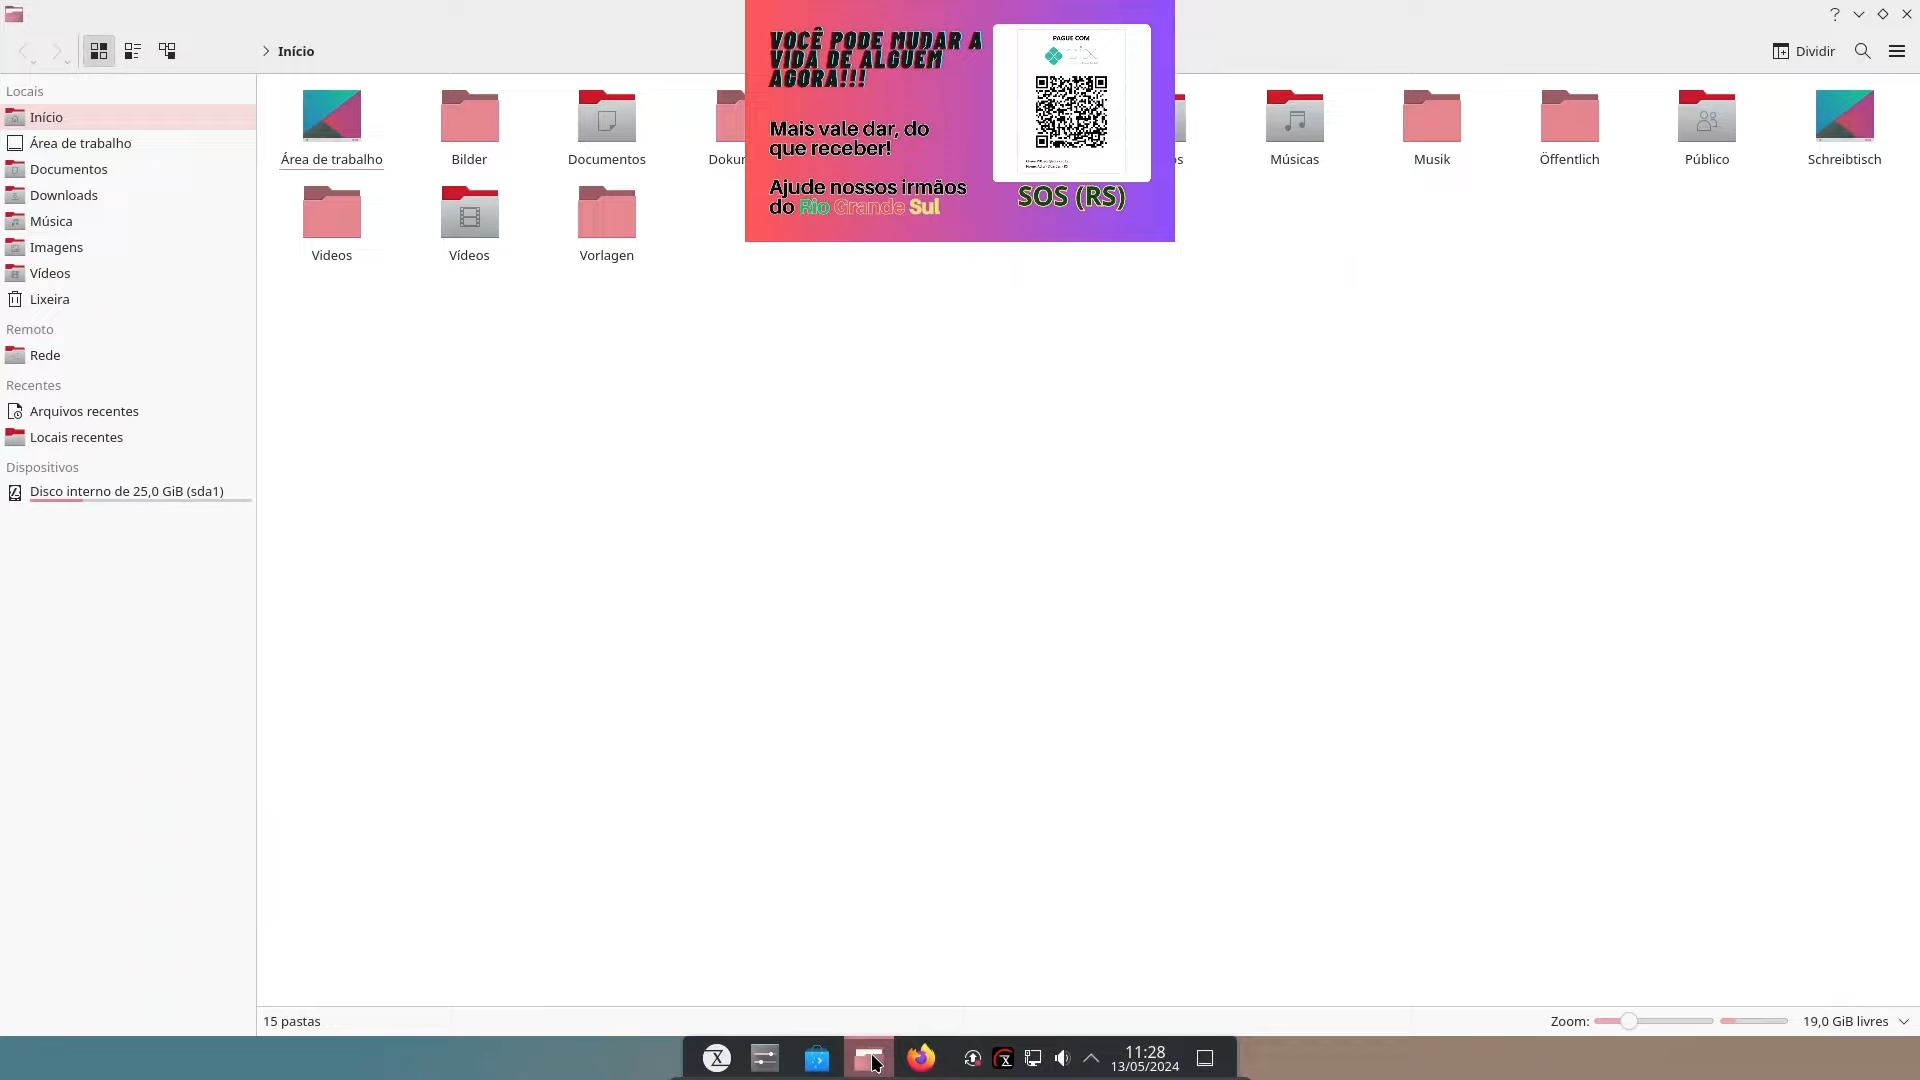 Início
Dividir
Locais
Início
Área de trabalho
Documentos
Downloads
Música
Imagens
Vídeos
Lixeira
Remoto
Rede
Recentes
Arquivos recentes
Locais recentes
Dispositivos
Disco interno de 25,0 GiB (sda1)
VOCÊ PODE MUDAR A
VIDA DE ALGUÉM
AGORA!!!
Mais vale dar, do
que receber!
Ajude nossos irmãos
do Rio Grande Sul
PAGUE COM
pix
SOS (RS)
Área de trabalho
Bilder
Documentos
Músicas
Musik
Öffentlich
Público
Schreibtisch
Videos
Vídeos
Vorlagen
15 pastas
Zoom:
19,0 GiB livres
11:28
13/05/2024